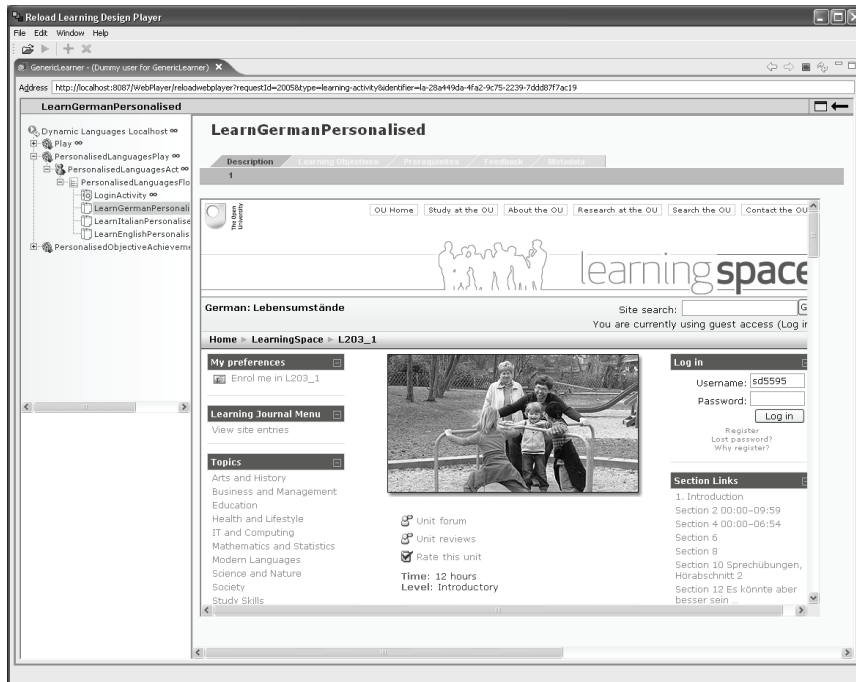 Reload Learning Design Player
File Edit Window Help
GenericLearner - (Dummy user for GenericLearner)
Address http://localhost:8087/WebPlayer/reloadwebplayer?requestId=2005&type=learning-activity&identifier=la-28a449da-4fa2-9c75-2239-7ddd87f7ac19
LearnGermanPersonalised
Dynamic Languages Localhost
Play
PersonalisedLanguagesPlay
PersonalisedLanguagesAct
PersonalisedLanguagesFlo
LoginActivity
LearnGermanPersonali
LearnItalianPersonalise
LearnEnglishPersonalis
PersonalisedObjectiveAchieveme
LearnGermanPersonalised
Description Learning Objectives Prerequisites Feedback Metadata
1
The Open University
OU Home Study at the OU About the OU Research at the OU Search the OU Contact the OU
learningspace
German: Lebensumstände
Site search: G
You are currently using guest access (Log in
Home ► LearningSpace ► L203_1
My preferences
Enrol me in L203_1
Learning Journal Menu
View site entries
Topics
Arts and History
Business and Management
Education
Health and Lifestyle
IT and Computing
Mathematics and Statistics
Modern Languages
Science and Nature
Society
Study Skills
Unit forum
Unit reviews
Rate this unit
Time: 12 hours
Level: Introductory
Log in
Username: sd5595
Password:
Log in
Register
Lost password?
Why register?
Section Links
1. Introduction
Section 2 00:00-09:59
Section 4 00:00-06:54
Section 6
Section 8
Section 10 Sprechübungen,
Hörabschnitt 2
Section 12 Es könnte aber
besser sein ...